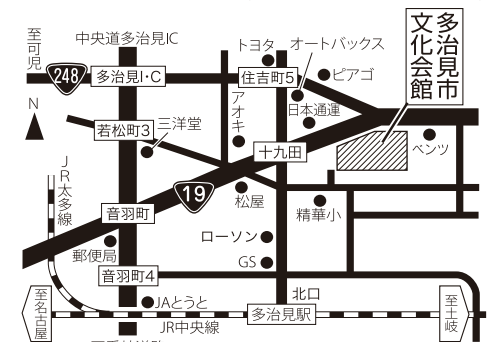 至可児
中央道多治見IC
トヨタ
オートバックス
多治見市
文化会館
248
多治見I・C
住吉町5
ピアゴ
N
アオキ
日本通運
若松町3
三洋堂
十九田
ベンツ
JR太多線
19
松屋
精華小
音羽町
ローソン
郵便局
GS
音羽町4
北口
至名古屋
JAとうと
JR中央線
多治見駅
至土岐